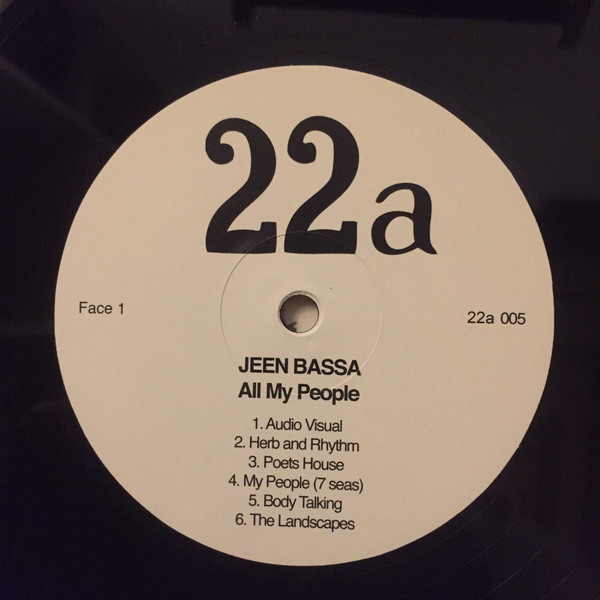 22a
Face 1
22a 005
JEEN BASSA
All My People
1. Audio Visual
2. Herb and Rhythm
3. Poets House
4. My People (7 seas)
5. Body Talking
6. The Landscapes